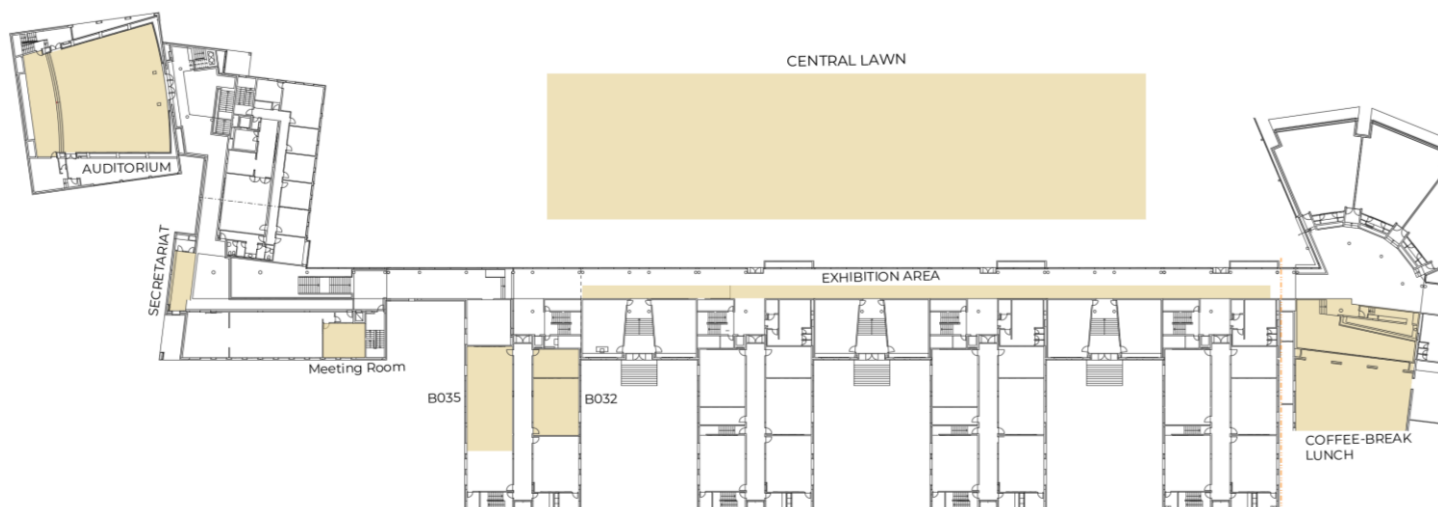 CENTRAL LAWN
AUDITORIUM
SECRETARIAT
EXHIBITION AREA
Meeting Room
B035
B032
COFFEE-BREAK
LUNCH